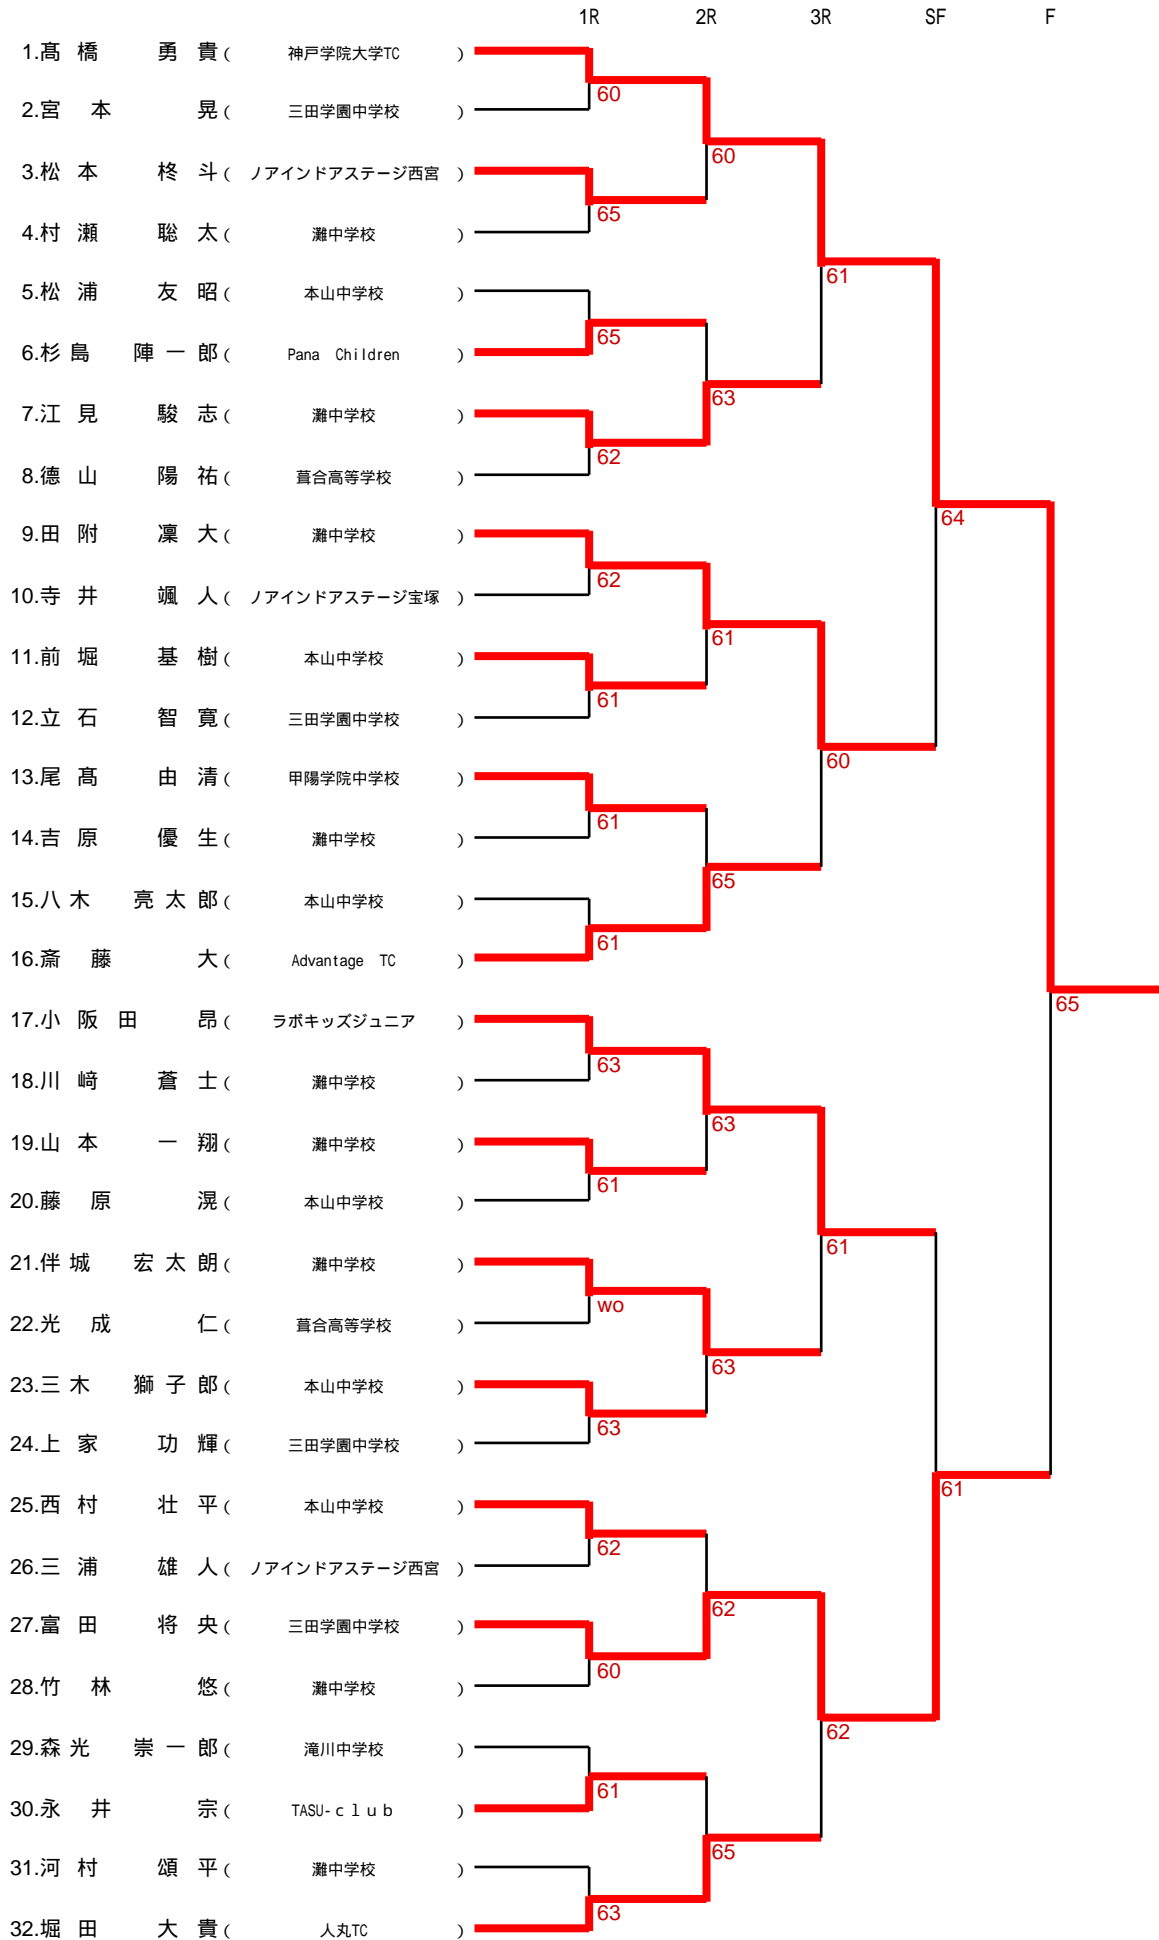 1R 2R 3R SF F
1.髙橋 勇貴( 神戸学院大学TC )
60
2.宮本 晃( 三田学園中学校 )
60
3.松本 柊斗( ノアインドアステージ西宮 )
65
4.村瀬 聡太( 灘中学校 )
61
5.松浦 友昭( 本山中学校 )
65
6.杉島 陣一郎( Pana Children )
63
7.江見 駿志( 灘中学校 )
62
8.德山 陽祐( 葺合高等学校 )
64
9.田附 凜大( 灘中学校 )
62
10.寺井 颯人( ノアインドアステージ宝塚 )
61
11.前堀 基樹( 本山中学校 )
61
12.立石 智寛( 三田学園中学校 )
60
13.尾髙 由清( 甲陽学院中学校 )
61
14.吉原 優生( 灘中学校 )
65
15.八木 亮太郎( 本山中学校 )
61
16.斎藤 大( Advantage TC )
65
17.小阪田 昂( ラボキッズジュニア )
63
18.川﨑 蒼士( 灘中学校 )
63
19.山本 一翔( 灘中学校 )
61
20.藤原 滉( 本山中学校 )
61
21.伴城 宏太朗( 灘中学校 )
wo
22.光成 仁( 葺合高等学校 )
63
23.三木 獅子郎( 本山中学校 )
63
24.上家 功輝( 三田学園中学校 )
61
25.西村 壮平( 本山中学校 )
62
26.三浦 雄人( ノアインドアステージ西宮 )
62
27.富田 将央( 三田学園中学校 )
60
28.竹林 悠( 灘中学校 )
62
29.森光 崇一郎( 滝川中学校 )
61
30.永井 宗( TASU-ｃｌｕｂ )
65
31.河村 頌平( 灘中学校 )
63
32.堀田 大貴( 人丸TC )